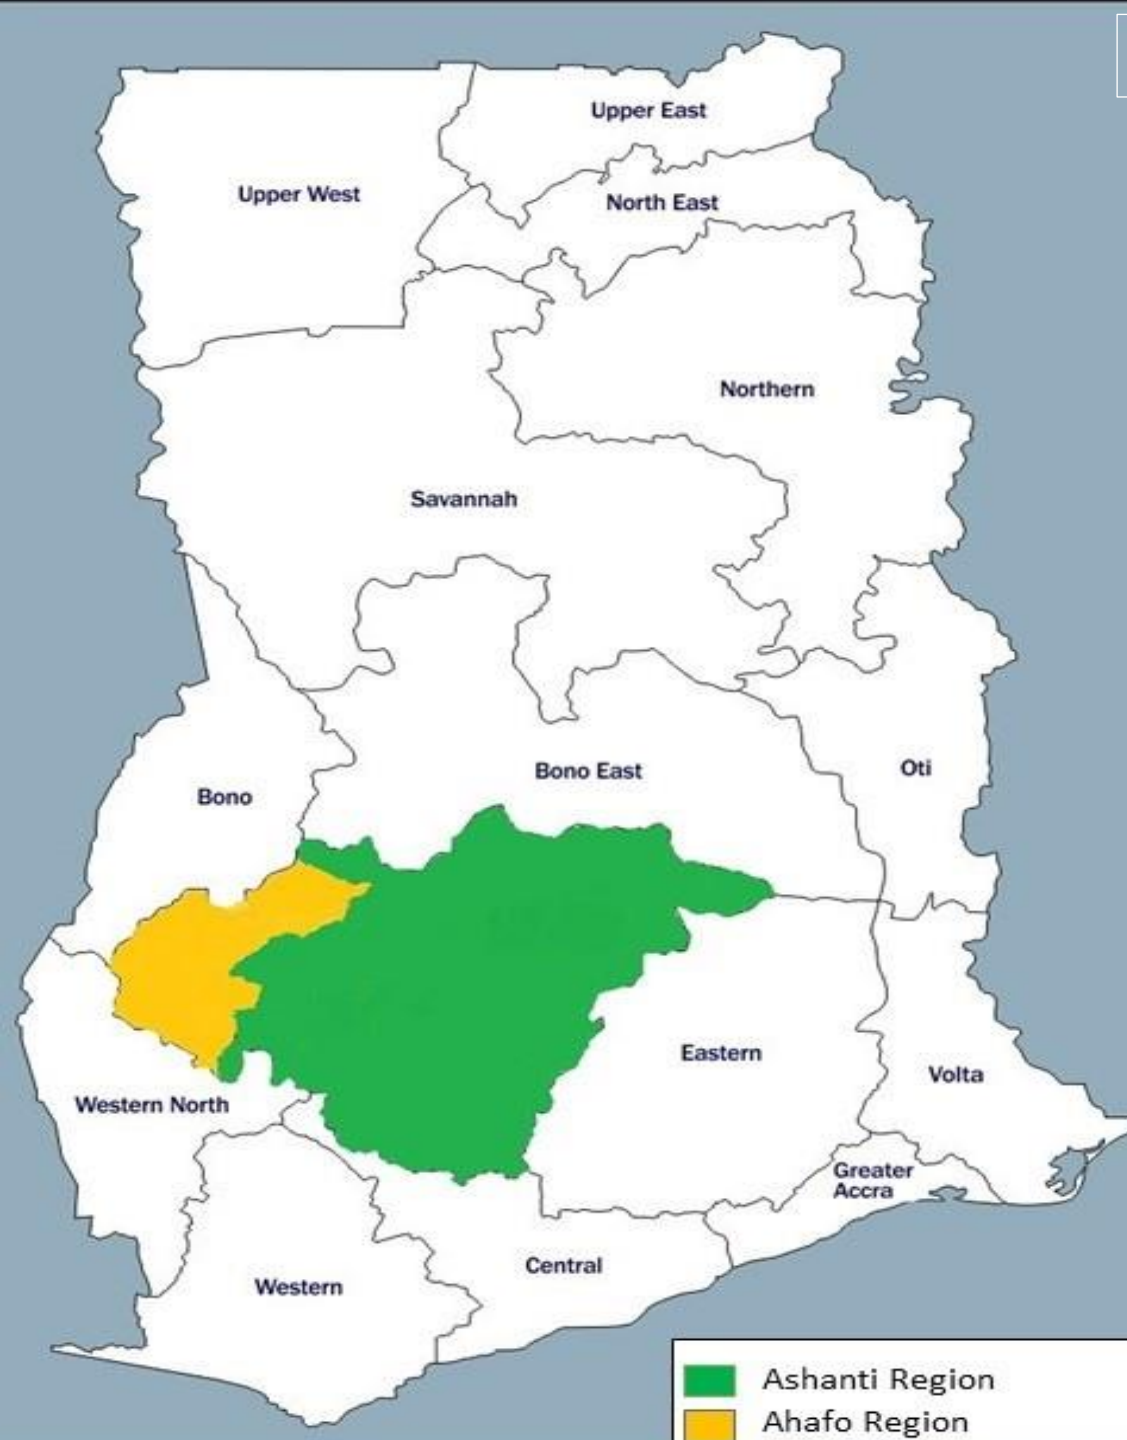 Upper East
Upper West
North East
Northern
Savannah
Bono East
Oti
Bono
Eastern
Volta
Western North
Greater
Accra
Central
Western
Ashanti Region
Ahafo Region